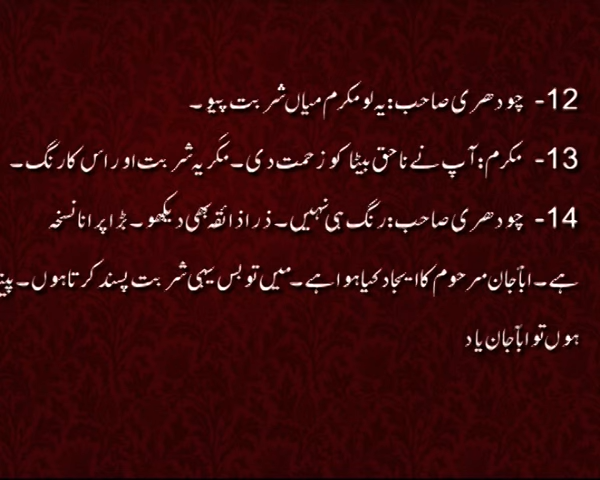 12- چودھری صاحب: یہ لو مکرم میاں شربت پیو۔
13- مکرم: آپ نے ناحق بیٹا کو زحمت دی۔ مگر یہ شربت اور اس کا رنگ۔
14- چودھری صاحب: رنگ ہی نہیں۔ ذرا ذائقہ بھی دیکھو۔ بڑا پرانا نسخہ
ہے۔ اباّجان مرحوم کا ایجاد کیا ہوا ہے۔ میں تو بس یہی شربت پسند کرتا ہوں۔
ہوں تو اباّجان یاد